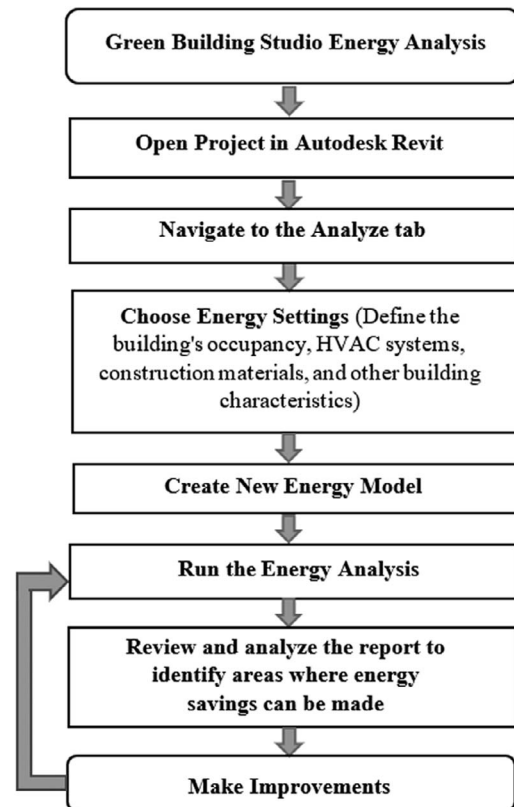 Green Building Studio Energy Analysis
Open Project in Autodesk Revit
Navigate to the Analyze tab
Choose Energy Settings (Define the
building's occupancy, HVAC systems,
construction materials, and other building
characteristics)
Create New Energy Model
Run the Energy Analysis
Review and analyze the report to
identify areas where energy
savings can be made
Make Improvements